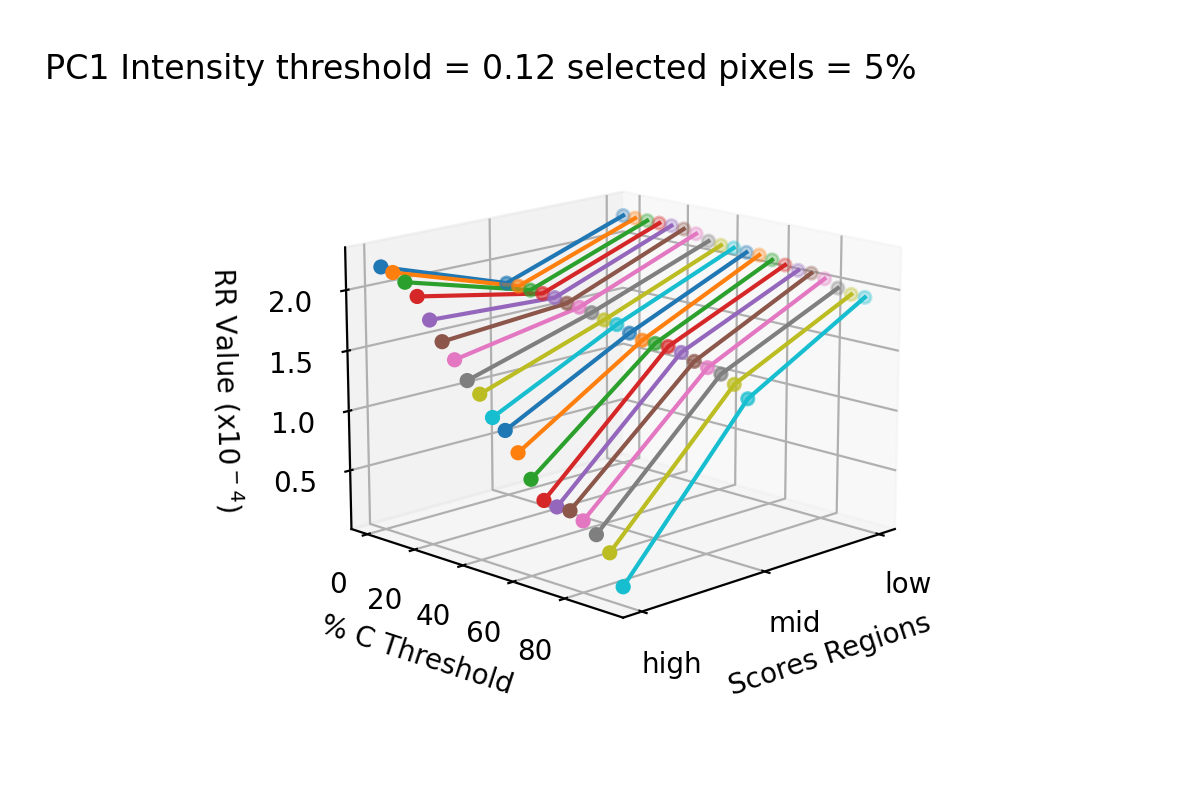 PC1 Intensity threshold = 0.12 selected pixels = 5%
RR Value (x10⁻⁴)
2.0
1.5
1.0
0.5
0
20
40
60
80
% C Threshold
high
mid
low
Scores Regions